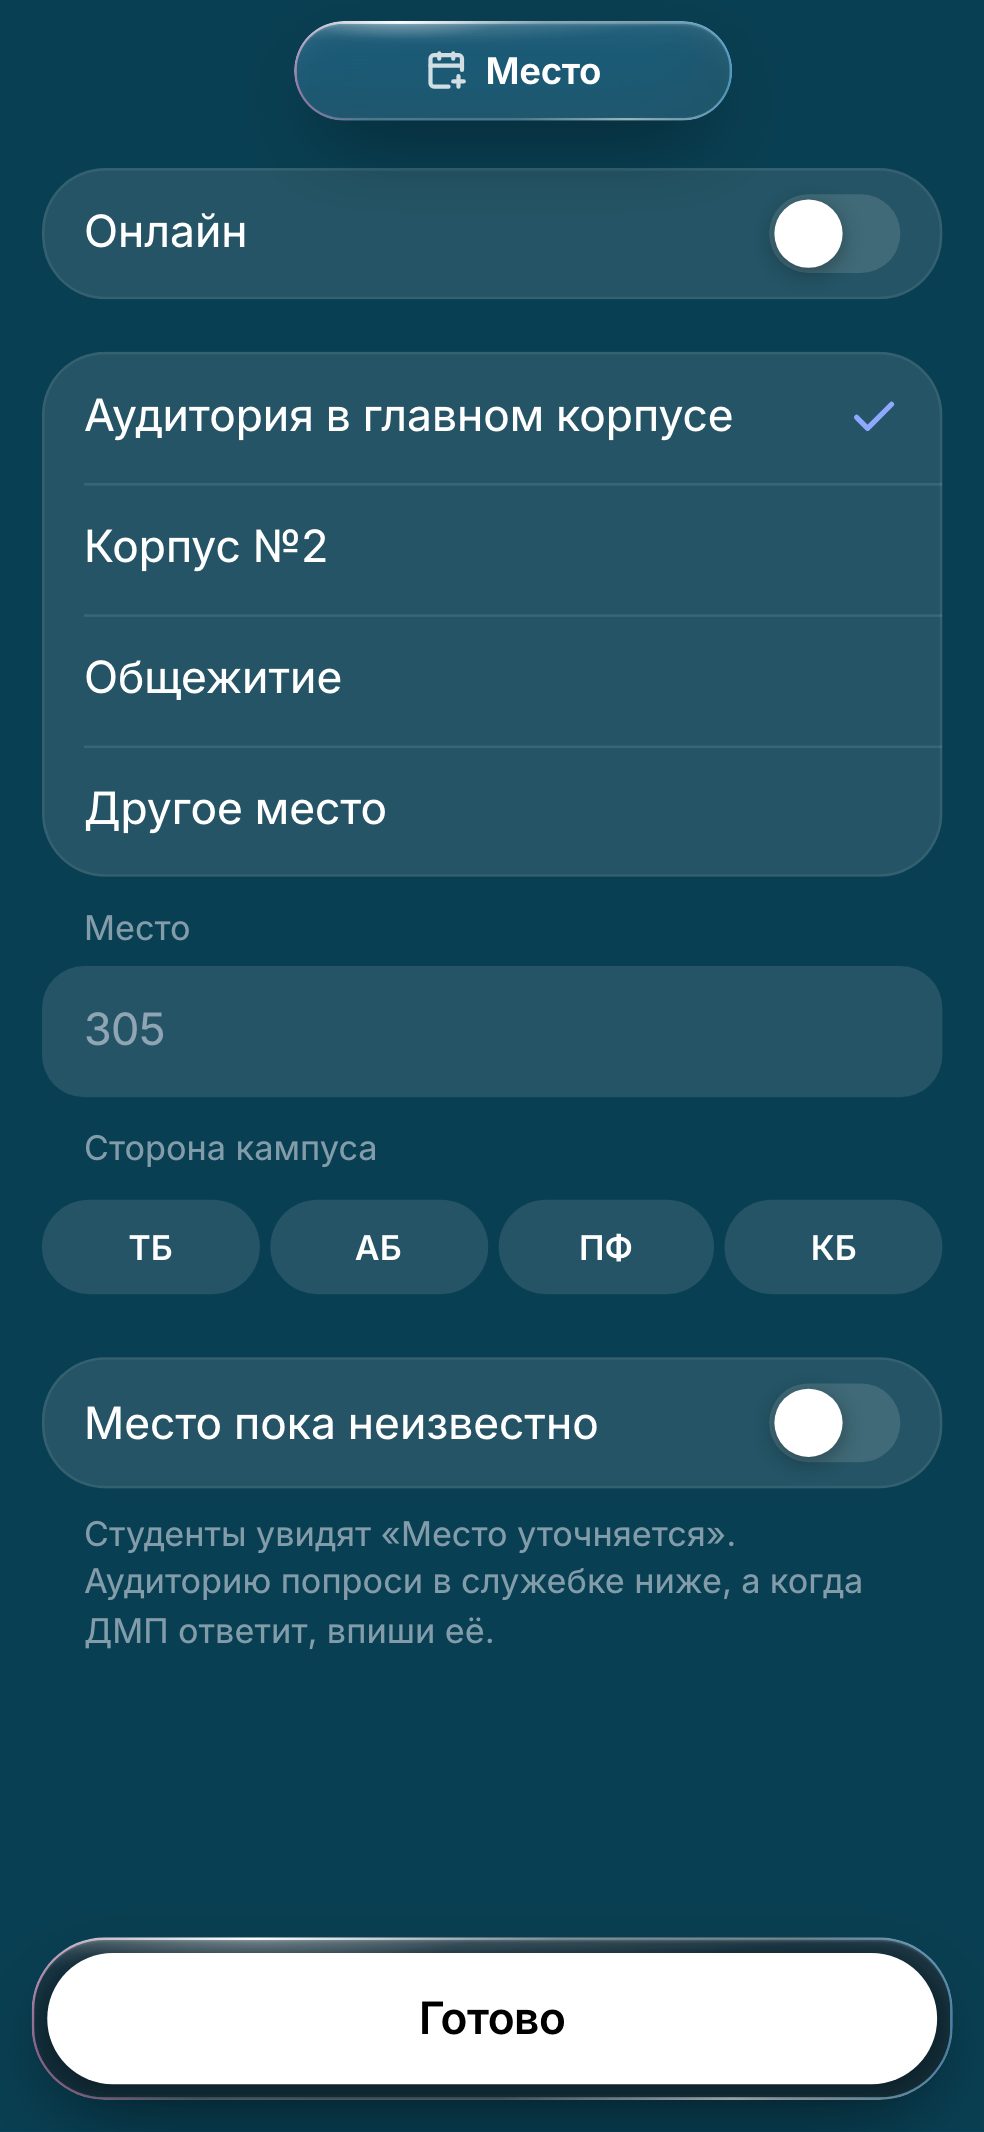 Место
Онлайн
Аудитория в главном корпусе
Корпус №2
Общежитие
Другое место
Место
305
Сторона кампуса
ТБ АБ ПФ КБ
Место пока неизвестно
Студенты увидят «Место уточняется».
Аудиторию попроси в служебке ниже, а когда
ДМП ответит, впиши её.
Готово